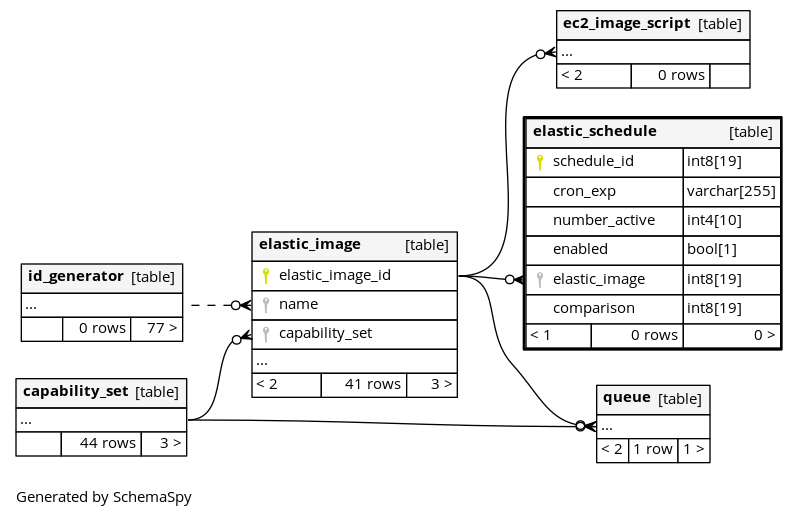 ec2_image_script [table]
...
< 2 0 rows
elastic_schedule [table]
schedule_id int8[19]
cron_exp varchar[255]
number_active int4[10]
enabled bool[1]
elastic_image int8[19]
comparison int8[19]
< 1 0 rows 0 >
elastic_image [table]
elastic_image_id
name
capability_set
...
< 2 41 rows 3 >
id_generator [table]
...
0 rows 77 >
capability_set [table]
...
44 rows 3 >
queue [table]
...
< 2 1 row 1 >
Generated by SchemaSpy